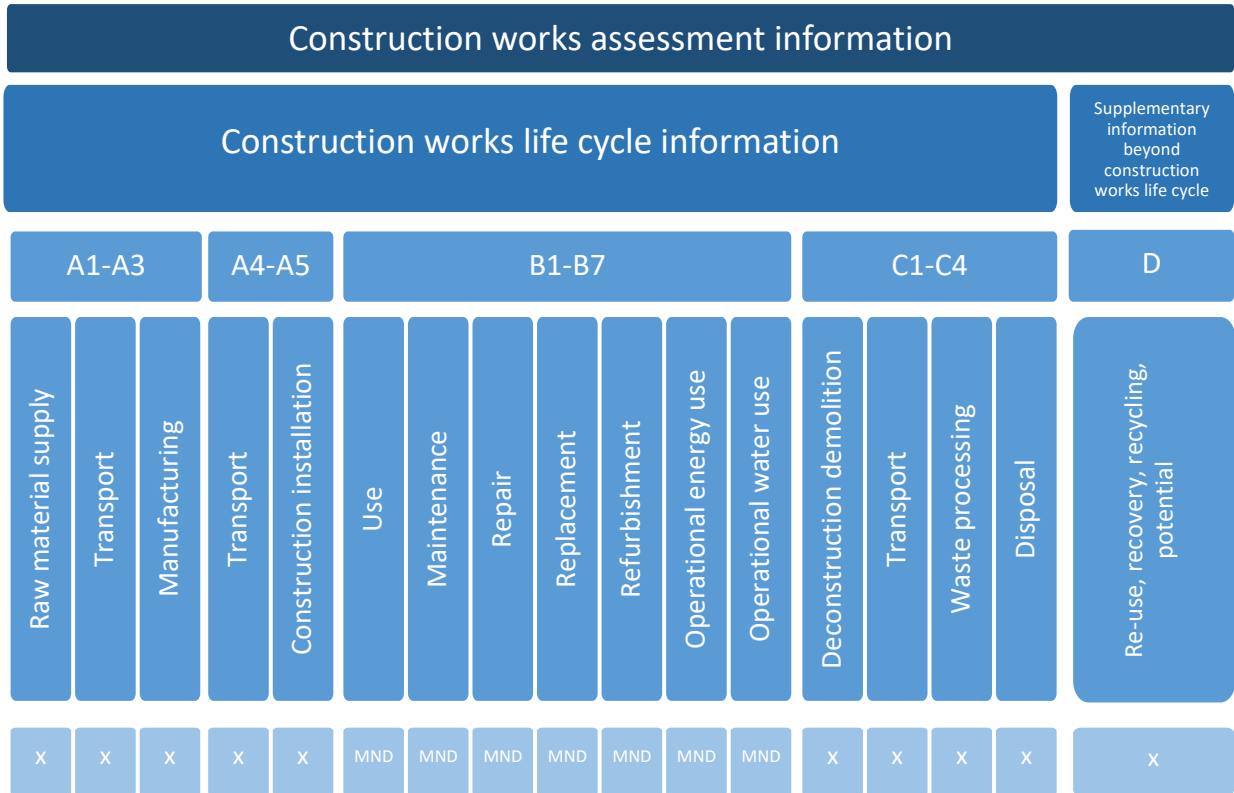 Construction works assessment information
Construction works life cycle information
Supplementary
information
beyond
construction
works life cycle
A1-A3
A4-A5
B1-B7
C1-C4
D
Raw material supply
Transport
Manufacturing
Transport
Construction installation
Use
Maintenance
Repair
Replacement
Refurbishment
Operational energy use
Operational water use
Deconstruction demolition
Transport
Waste processing
Disposal
Re-use, recovery, recycling,
potential
x
x
x
x
x
MND
MND
MND
MND
MND
MND
MND
x
x
x
x
x